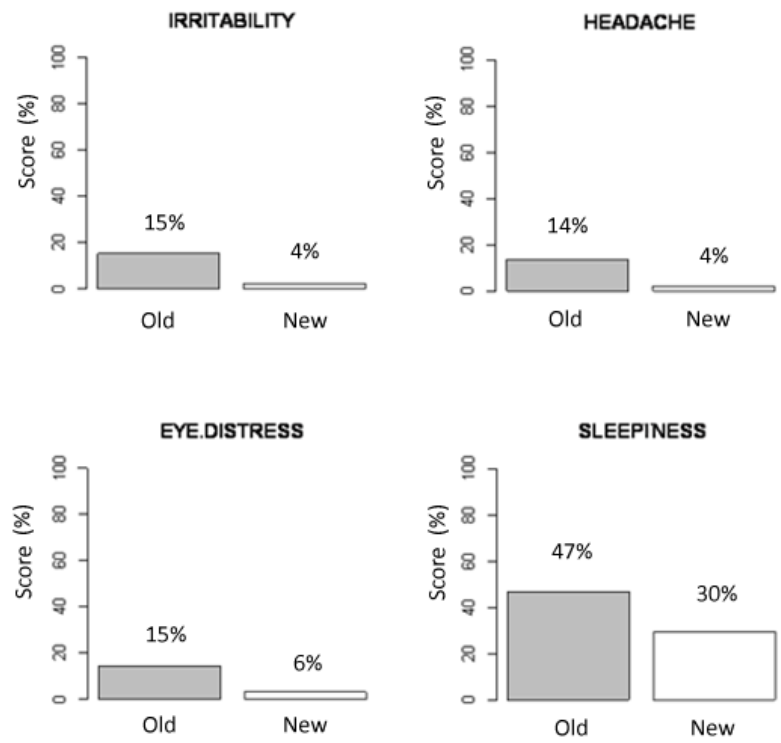 IRRITABILITY
Score (%)
0 20 40 60 80 100
15%
4%
Old New
HEADACHE
Score (%)
0 20 40 60 80 100
14%
4%
Old New
EYE.DISTRESS
Score (%)
0 20 40 60 80 100
15%
6%
Old New
SLEEPINESS
Score (%)
0 20 40 60 80 100
47%
30%
Old New